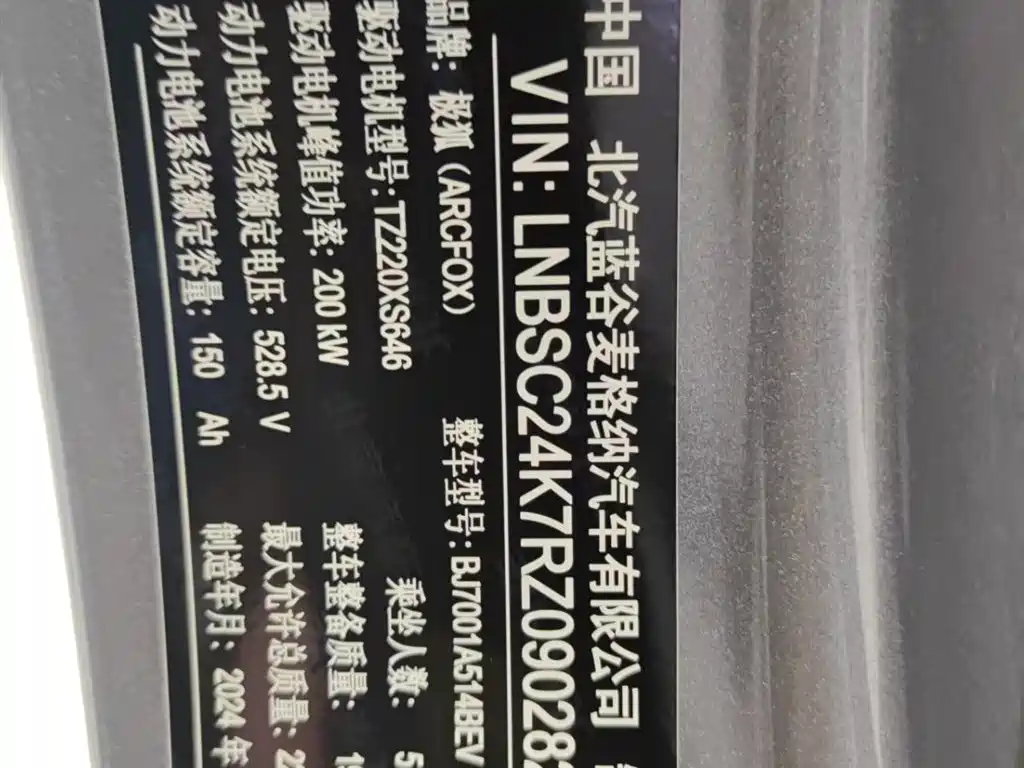 中国 北汽蓝谷麦格纳汽车有限公司
VIN: LNBSC24K7RZ09028
品牌: 极狐 (ARCFOX) 整车型号: BJ7001A514BEV
驱动电机型号: TZ220XS646 乘坐人数: 5
驱动电机峰值功率: 200 kW 整车整备质量:
动力电池系统额定电压: 528.5 V 最大允许总质量: 2
动力电池系统额定容量: 150 Ah 制造年月: 2024 年